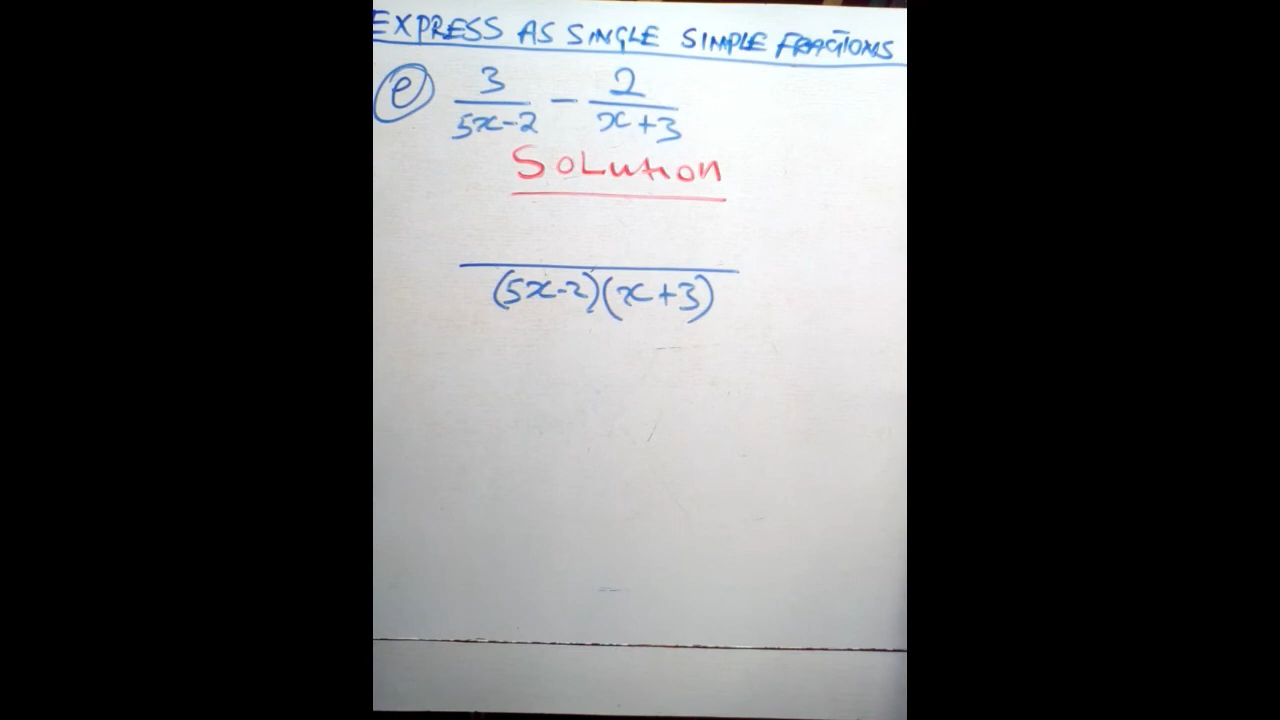 EXPRESS AS SINGLE SIMPLE FRACTIONS
(e) 3/(5x-2) - 2/(x+3)
SOLUTION
/(5x-2)(x+3)